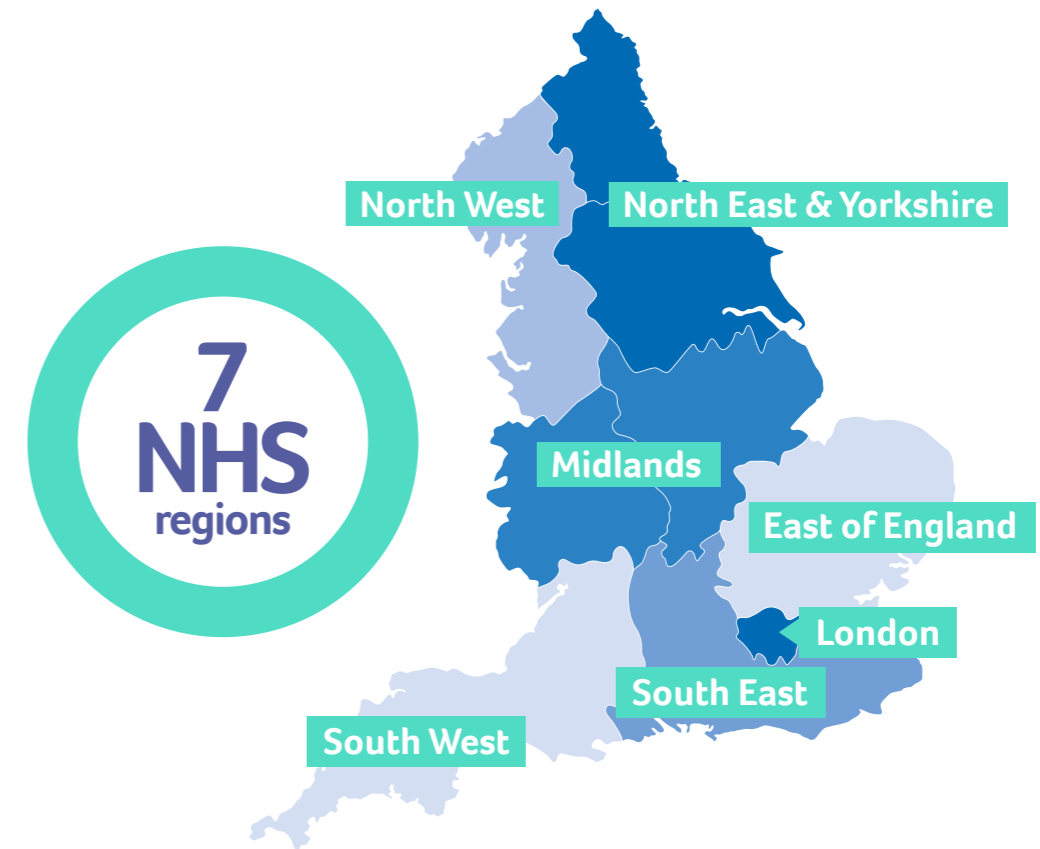 North West
North East & Yorkshire
7
NHS
regions
Midlands
East of England
London
South East
South West